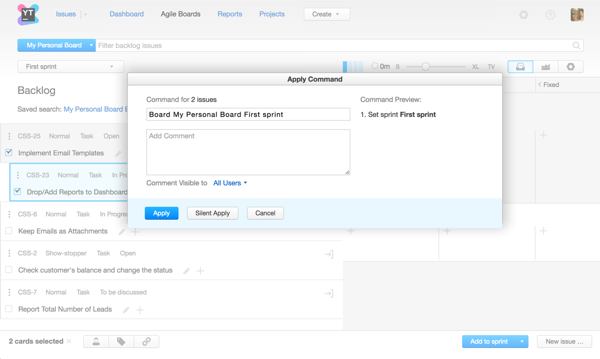 YT
Issues
Dashboard
Agile Boards
Reports
Projects
Create
My Personal Board
Filter backlog issues
First sprint
0m
S
XL
TV
Backlog
Saved search: My Personal Board B
Fixed
Apply Command
Command for 2 issues
Board My Personal Board First sprint
Add Comment
Comment Visible to All Users
Command Preview:
1. Set sprint First sprint
Apply
Silent Apply
Cancel
CSS-25 Normal Task Open
Implement Email Templates
CSS-23 Normal Task In Pro
Drop/Add Reports to Dashboard
CSS-6 Normal Task In Progre
Keep Emails as Attachments
CSS-2 Show-stopper Task Open
Check customer's balance and change the status
CSS-7 Normal Task To be discussed
Report Total Number of Leads
2 cards selected
Add to sprint
New issue ...